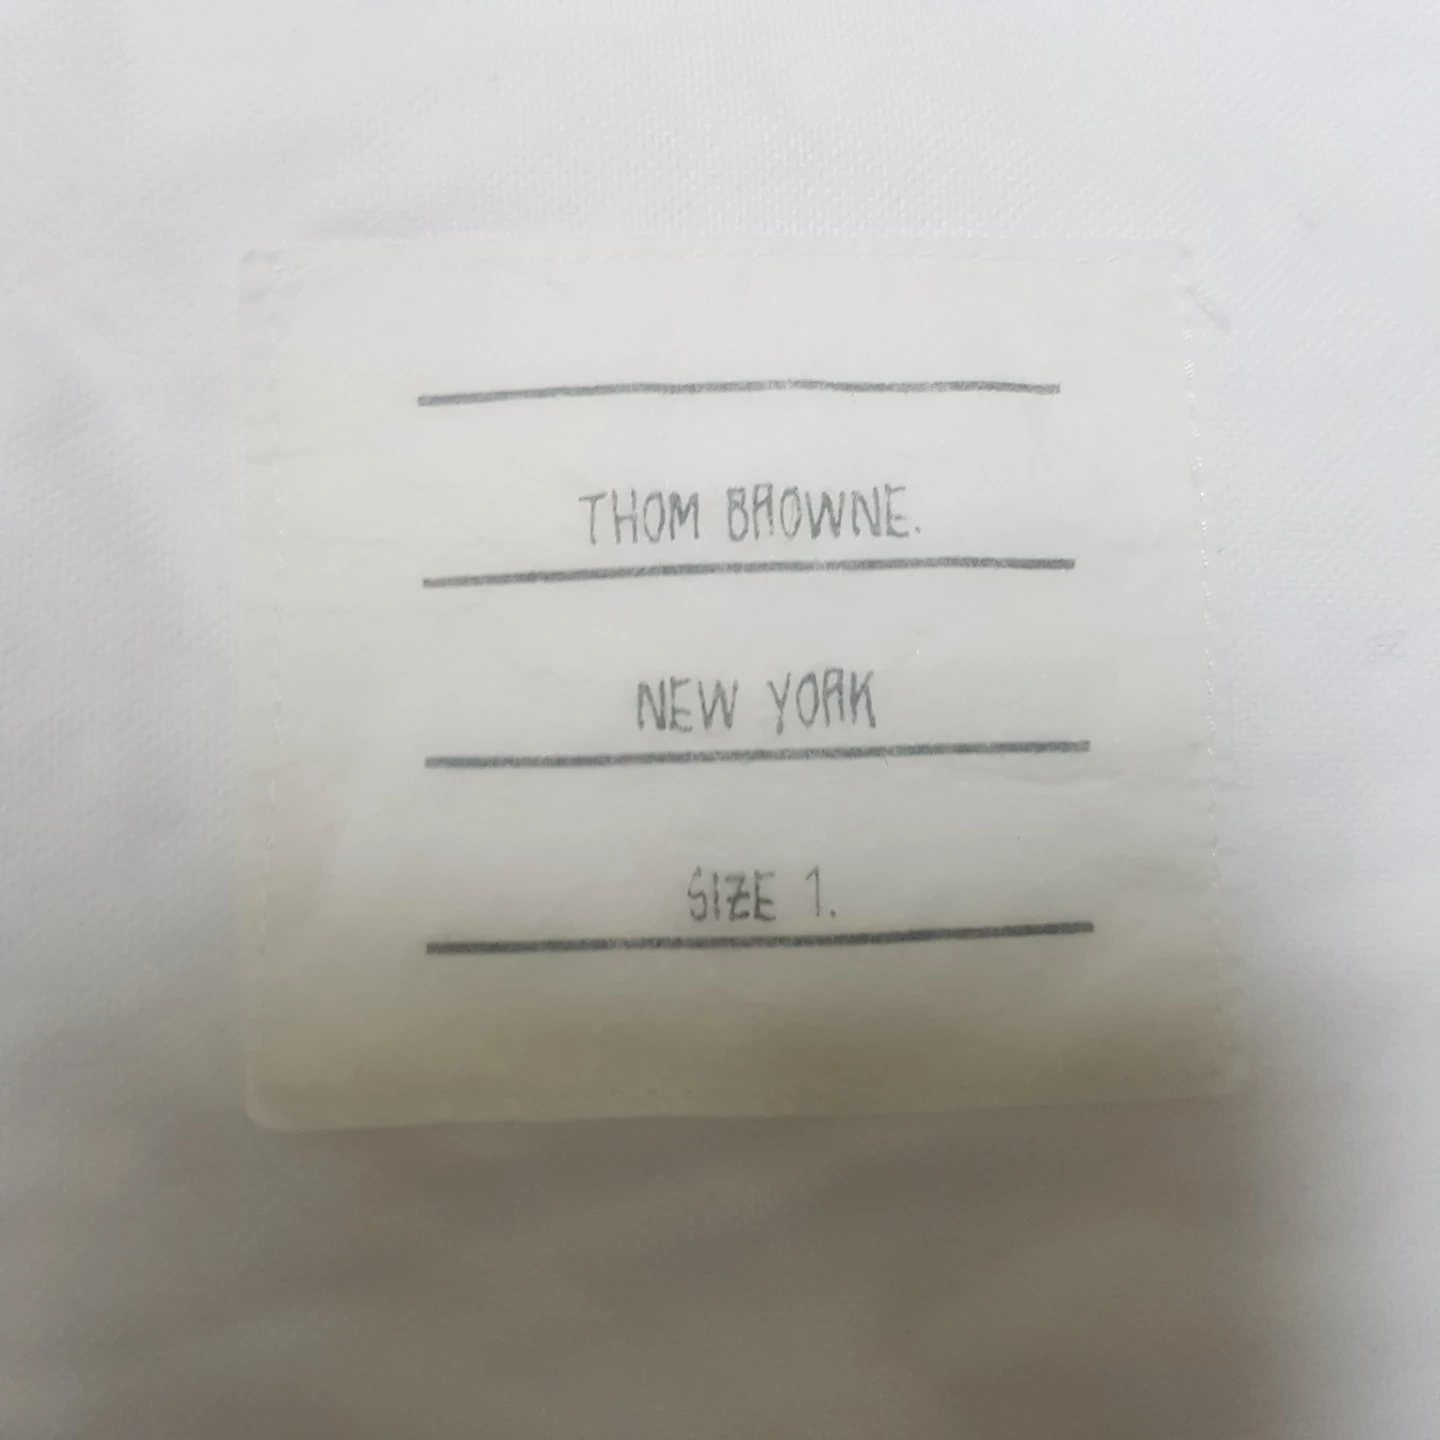 THOM BROWNE.
NEW YORK
SIZE 1.